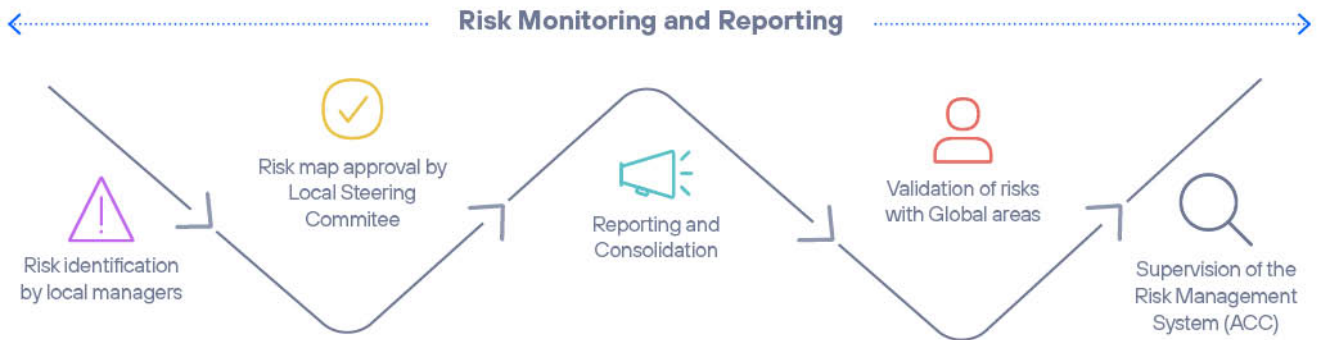 Risk Monitoring and Reporting
Risk identification
by local managers
Risk map approval by
Local Steering
Commitee
Reporting and
Consolidation
Validation of risks
with Global areas
Supervision of the
Risk Management
System (ACC)